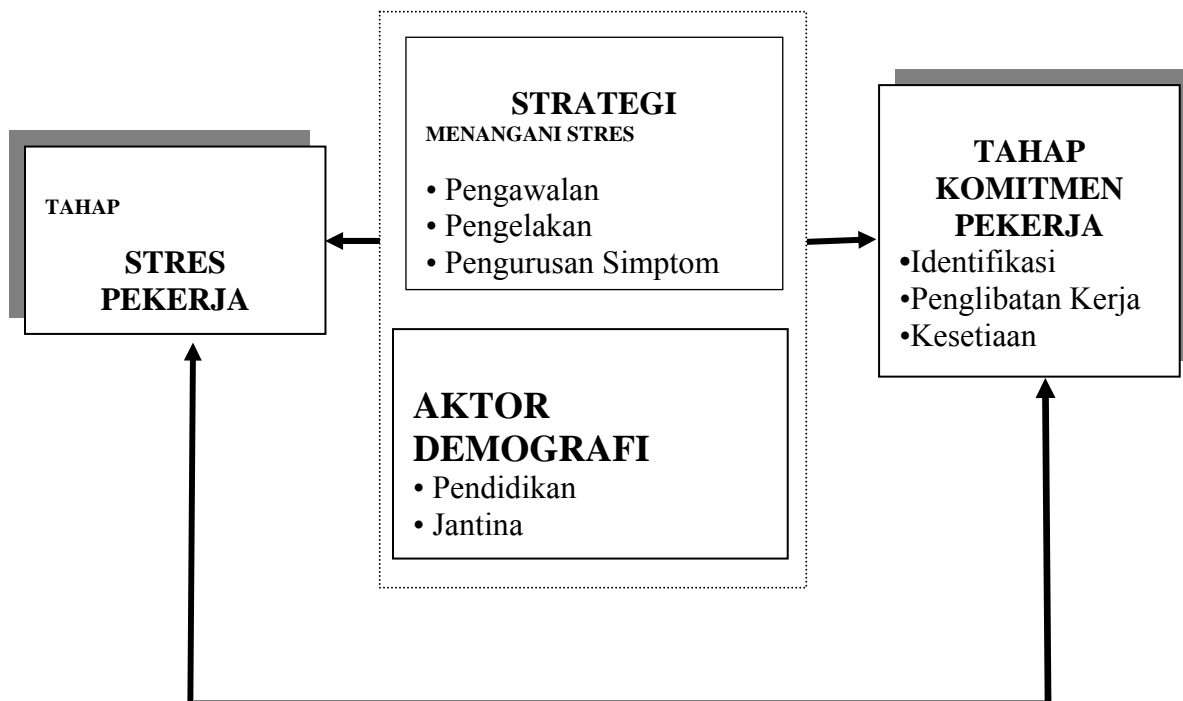 TAHAP
STRES
PEKERJA
STRATEGI
MENANGANI STRES
• Pengawalan
• Pengelakan
• Pengurusan Simptom
AKTOR
DEMOGRAFI
• Pendidikan
• Jantina
TAHAP
KOMITMEN
PEKERJA
•Identifikasi
•Penglibatan Kerja
•Kesetiaan